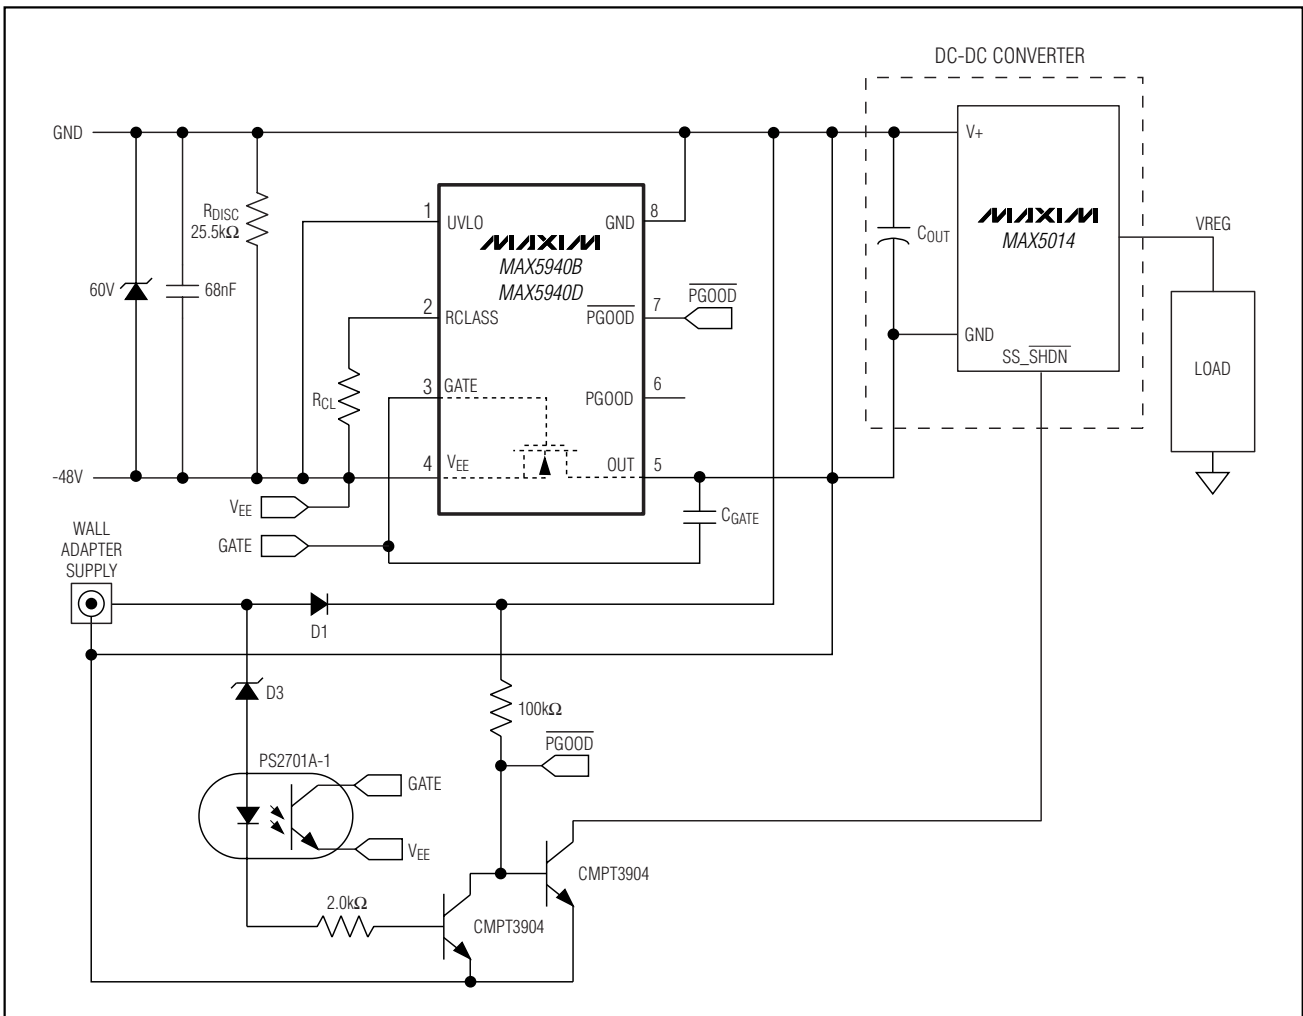 DC-DC CONVERTER
GND
V+
RDISC
25.5kΩ
1
UVLO
GND
8
MAXIM
MAX5940B
MAX5940D
MAXIM
MAX5014
COUT
VREG
60V
68nF
2
RCLASS
PGOOD
7
PGOOD
GND
SS_SHDN
LOAD
RCL
3
GATE
PGOOD
6
-48V
4
VEE
OUT
5
VEE
CGATE
GATE
WALL
ADAPTER
SUPPLY
D1
D3
100kΩ
PGOOD
PS2701A-1
GATE
VEE
CMPT3904
2.0kΩ
CMPT3904